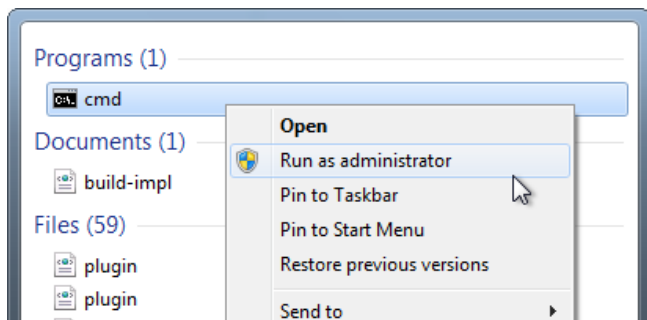 Programs (1)
cmd
Open
Documents (1)
Run as administrator
build-impl
Pin to Taskbar
Files (59)
Pin to Start Menu
plugin
Restore previous versions
plugin
Send to